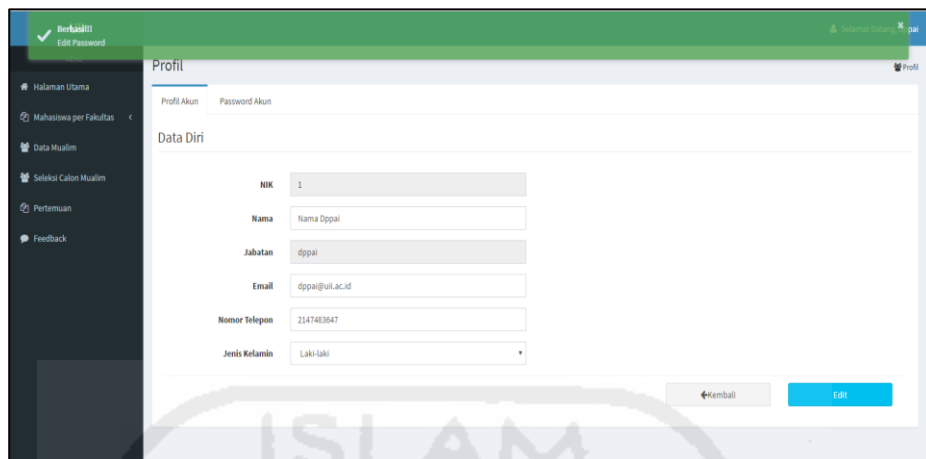 Berhasil!!
Edit Password
Selamat Datang, dppai
×
Profil
Profil
Halaman Utama
Mahasiswa per Fakultas <
Data Mualim
Seleksi Calon Mualim
Pertemuan
Feedback
Profil Akun Password Akun
Data Diri
NIK 1
Nama Nama Dppai
Jabatan dppai
Email dppai@uii.ac.id
Nomor Telepon 2147483647
Jenis Kelamin Laki-laki
Kembali Edit
ISLAM